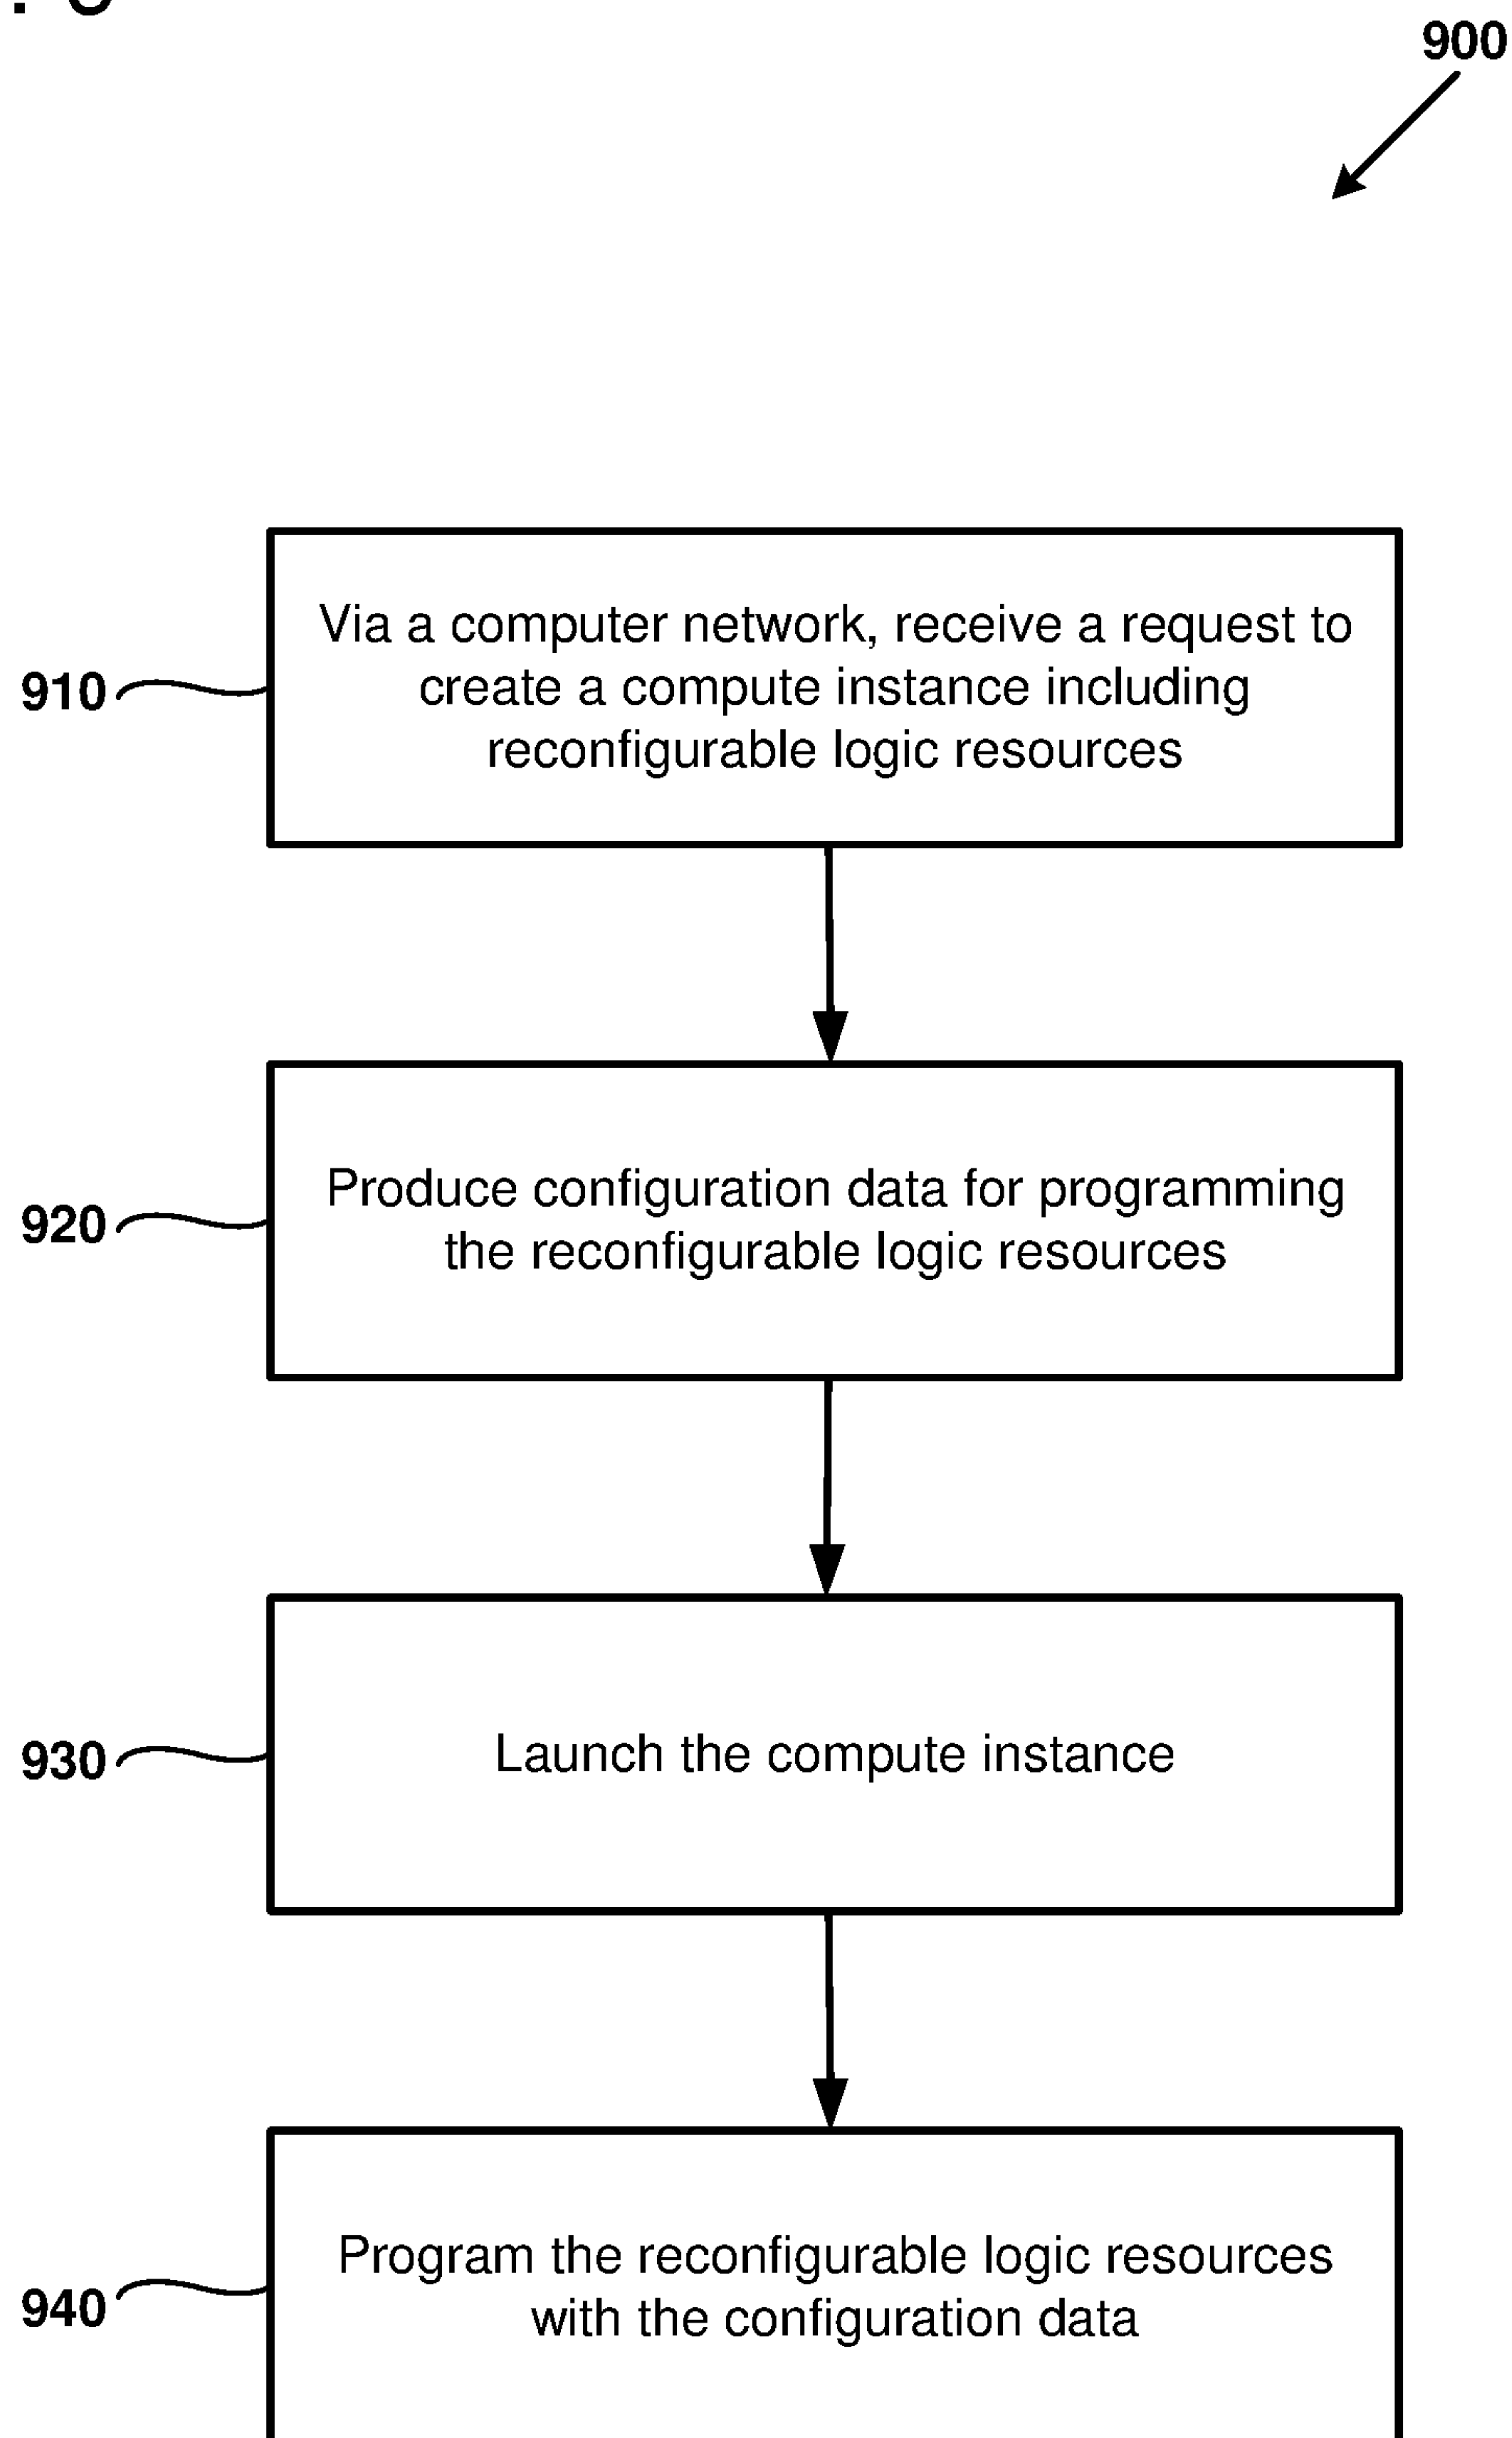 900
Via a computer network, receive a request to
create a compute instance including
reconfigurable logic resources
910
Produce configuration data for programming
the reconfigurable logic resources
920
Launch the compute instance
930
Program the reconfigurable logic resources
with the configuration data
940